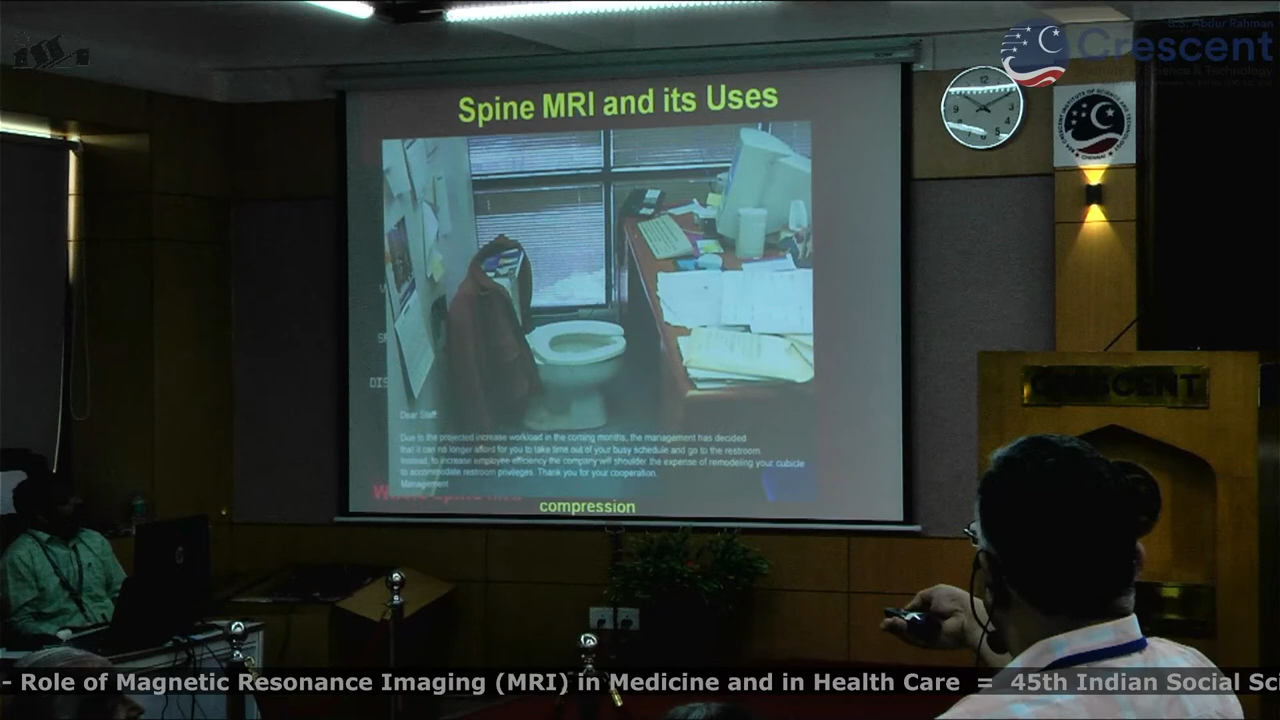 B.S. Abdur Rahman
Crescent
Spine MRI and its Uses
DIS
Dear Staff:
Due to the projected increase workload in the coming months, the management has decided
that it can no longer afford for you to take time out of your busy schedule and go to the restroom.
Instead, to increase employee efficiency the company will shoulder the expense of remodeling your cubicle
to accommodate restroom privileges. Thank you for your cooperation.
Management
compression
CRESCENT
- Role of Magnetic Resonance Imaging (MRI) in Medicine and in Health Care = 45th Indian Social Sci